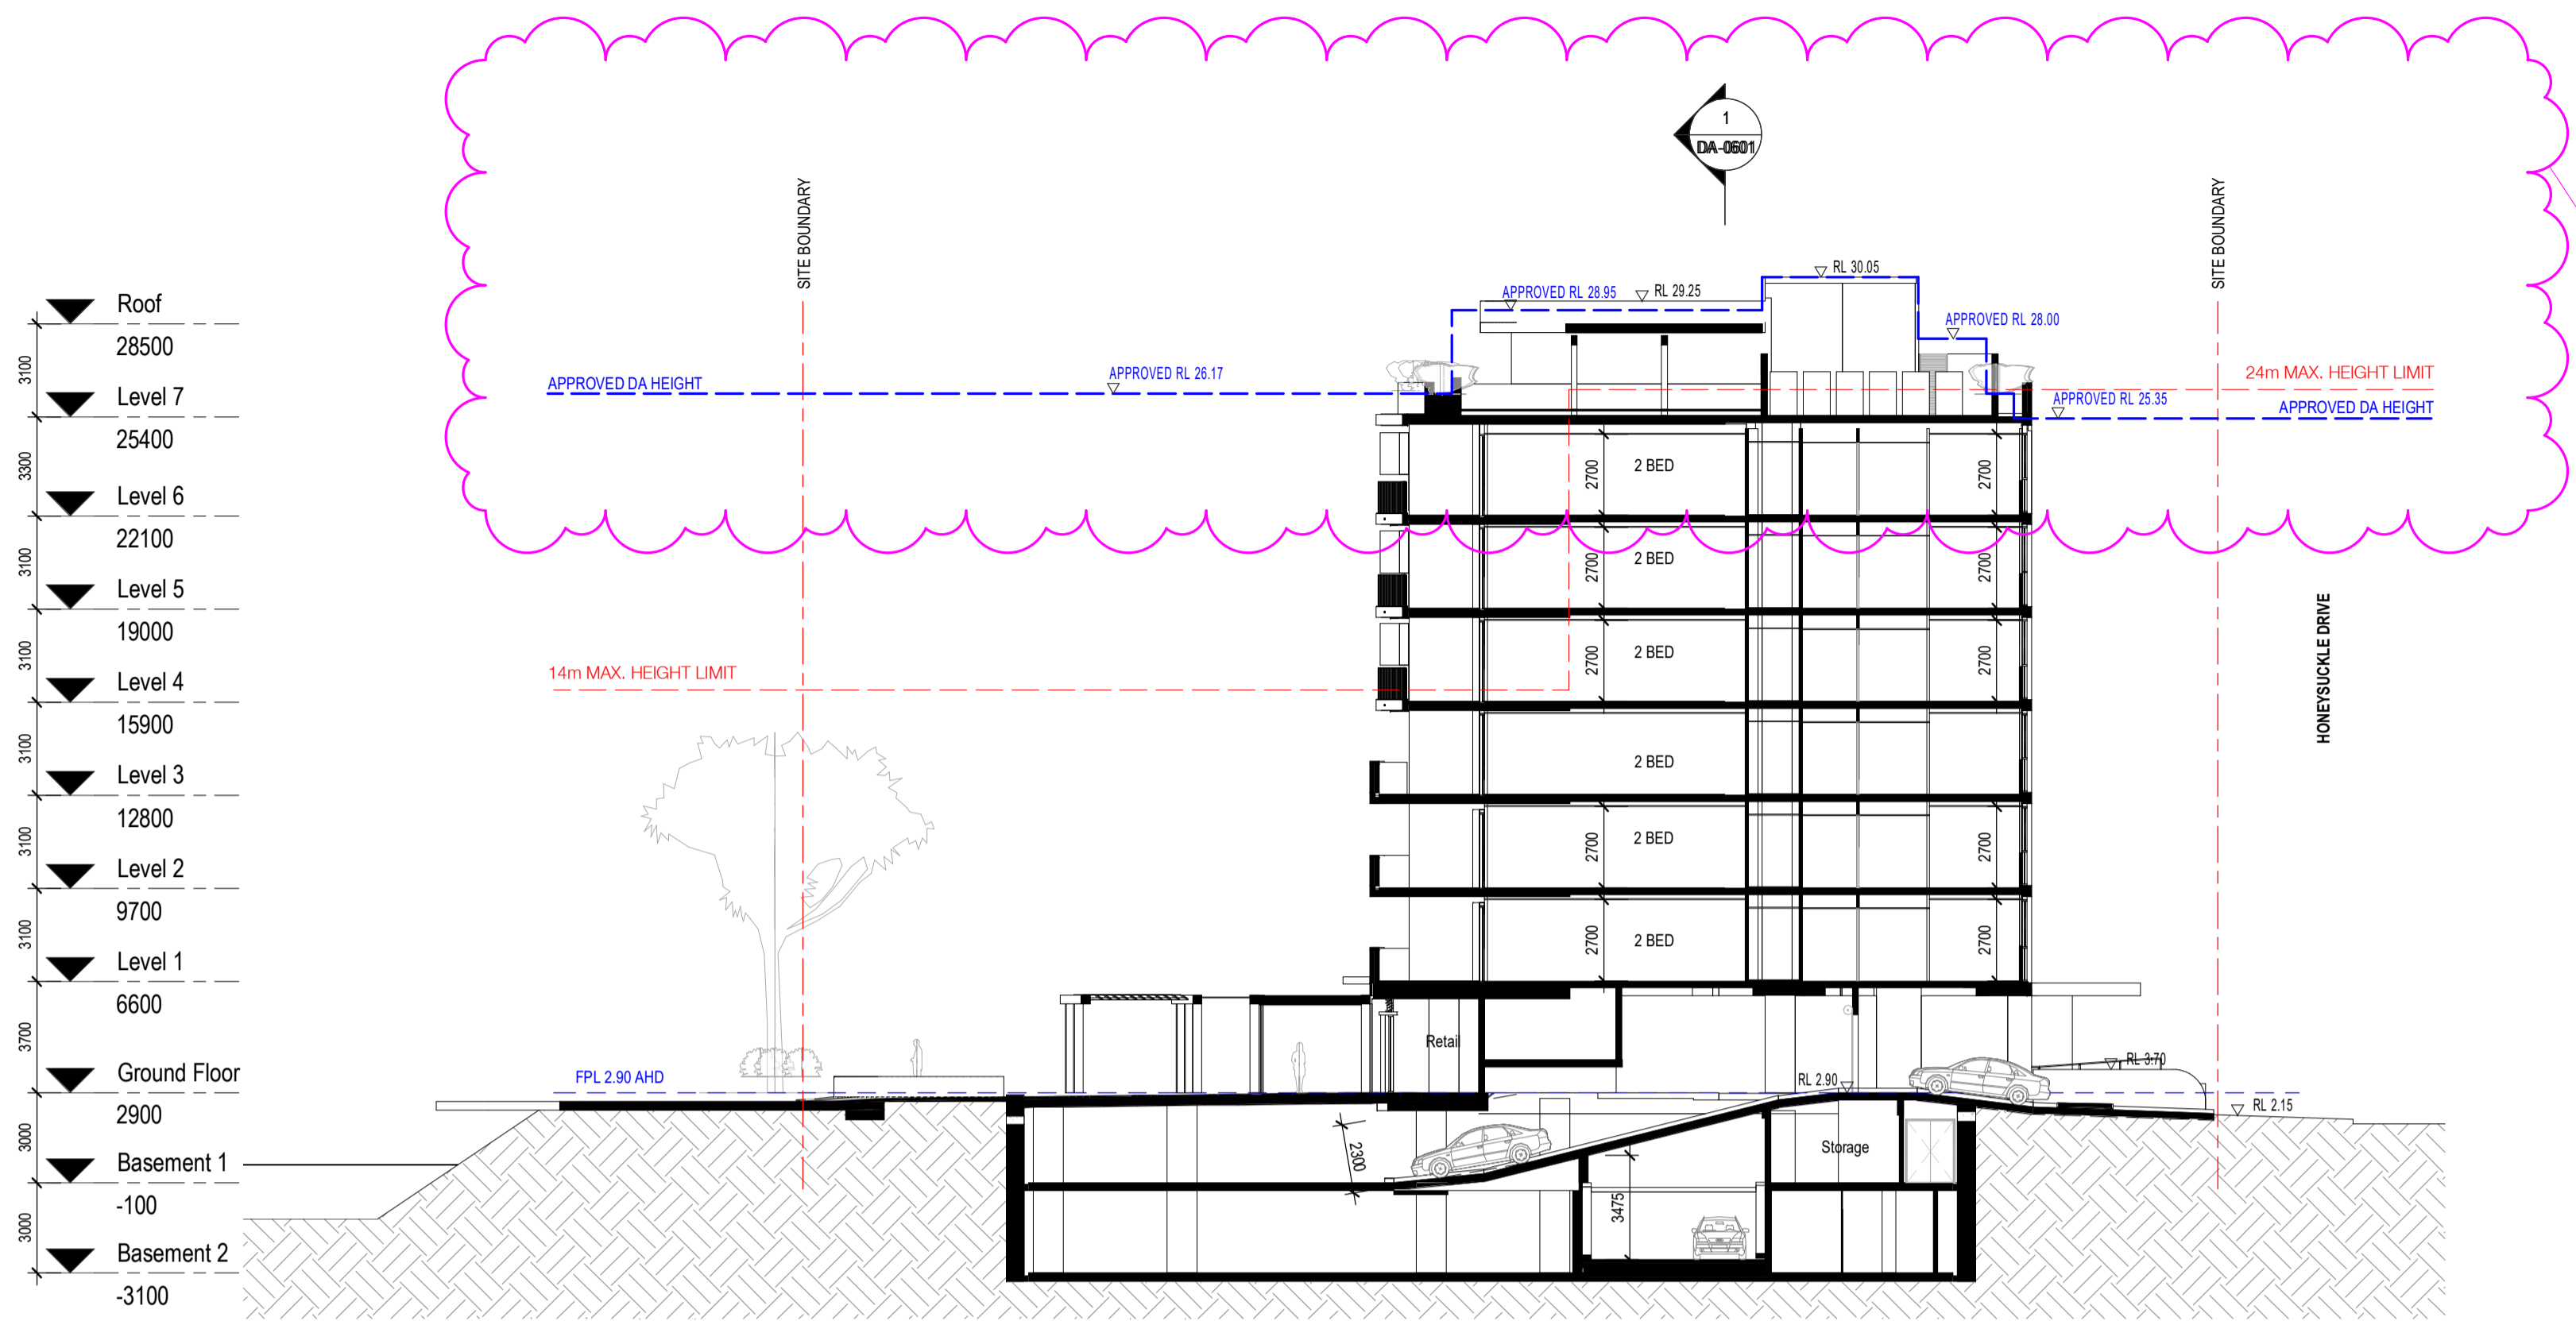 1
DA-0601
SITE BOUNDARY
SITE BOUNDARY
RL 30.05
APPROVED RL 28.95
RL 29.25
APPROVED RL 28.00
APPROVED DA HEIGHT
APPROVED RL 26.17
24m MAX. HEIGHT LIMIT
APPROVED RL 25.35
APPROVED DA HEIGHT
Roof
28500
3100
Level 7
25400
3300
Level 6
22100
3100
Level 5
19000
3100
Level 4
15900
3100
Level 3
12800
3100
Level 2
9700
3100
Level 1
6600
3700
Ground Floor
2900
3000
Basement 1
-100
3000
Basement 2
-3100
2700
2 BED
2700
2700
2 BED
2700
2700
2 BED
2700
14m MAX. HEIGHT LIMIT
HONEYSUCKLE DRIVE
2 BED
2700
2 BED
2700
2700
2 BED
2700
Retail
FPL 2.90 AHD
RL 2.90
RL 3.70
RL 2.15
2300
Storage
3475